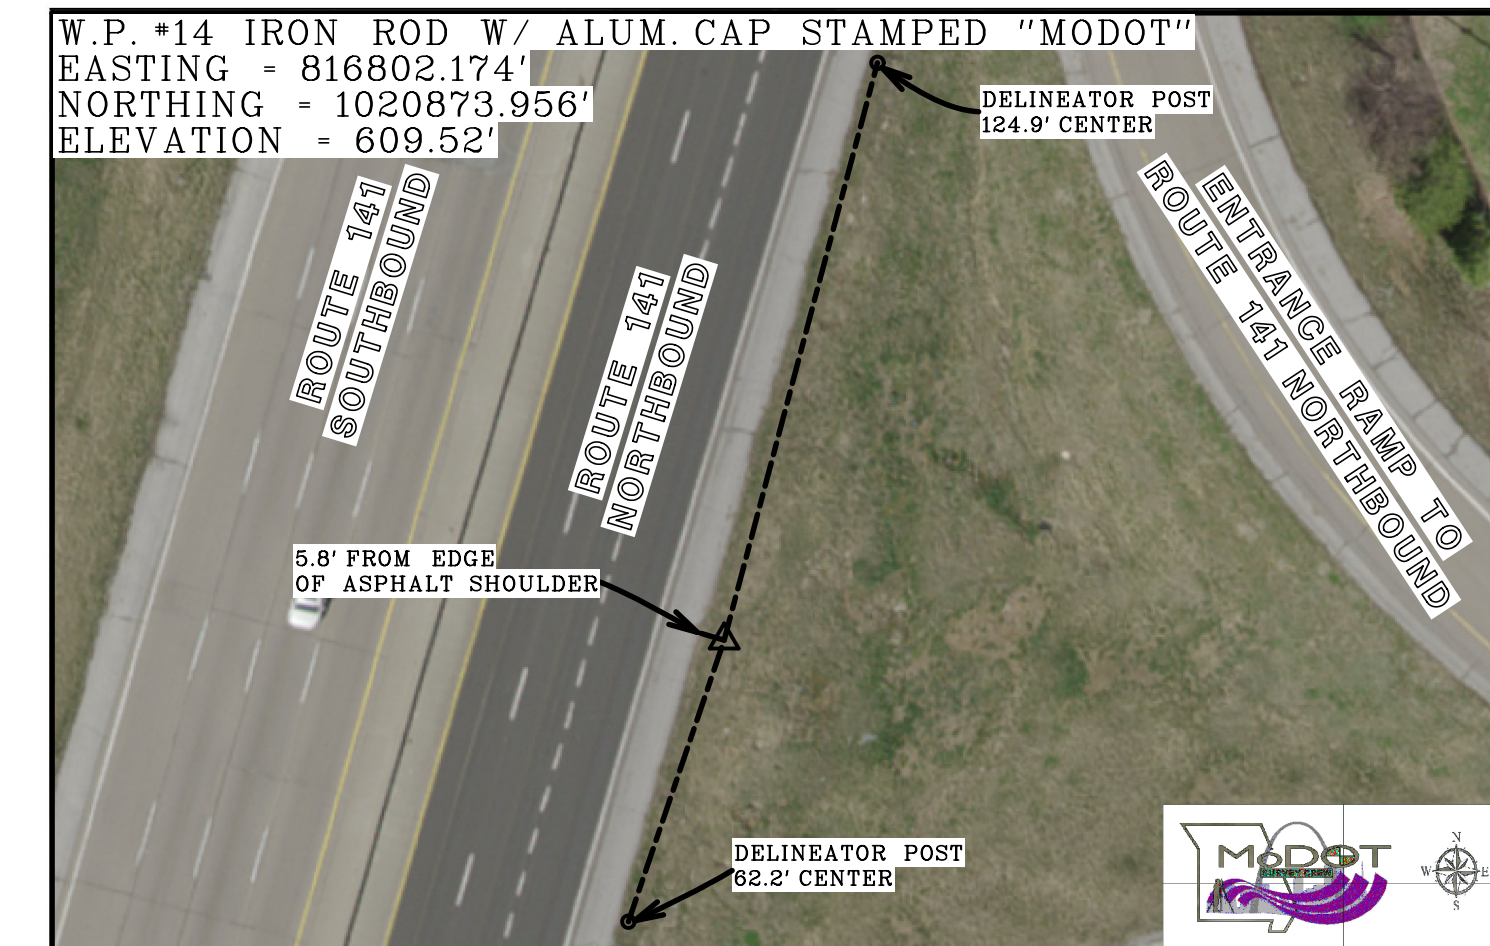 W.P. #14 IRON ROD W/ ALUM. CAP STAMPED "MODOT"
EASTING = 816802.174'
NORTHING = 1020873.956'
ELEVATION = 609.52'
DELINEATOR POST
124.9' CENTER
ROUTE 141
SOUTHBOUND
ROUTE 141
NORTHBOUND
ENTRANCE RAMP TO
ROUTE 141 NORTHBOUND
5.8' FROM EDGE
OF ASPHALT SHOULDER
DELINEATOR POST
62.2' CENTER
MoDOT
SURVEY CREW
N
W E
S